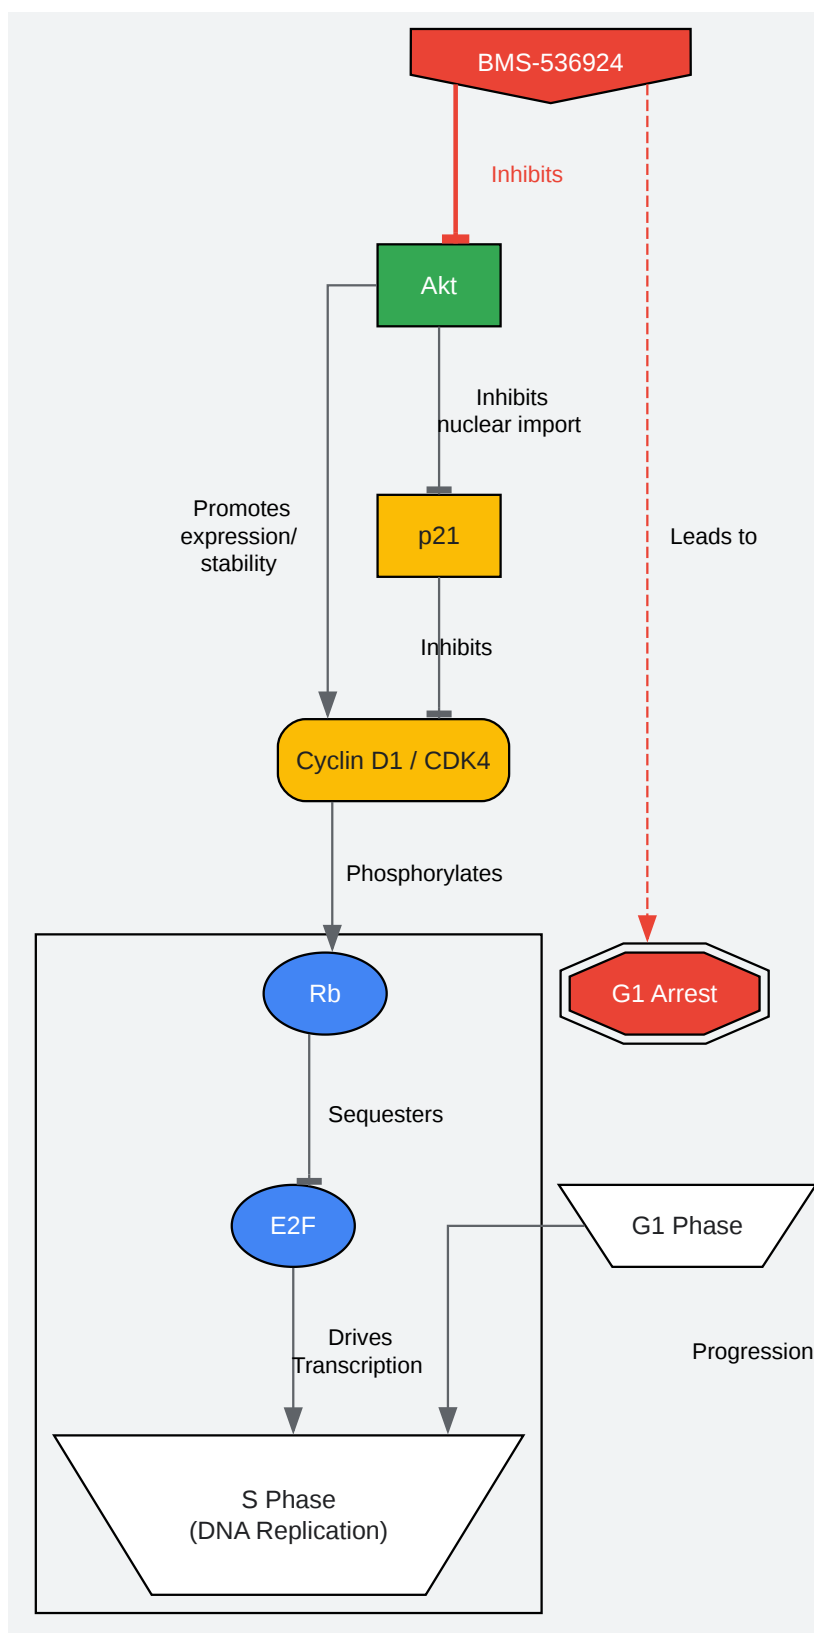 BMS-536924
Inhibits
Akt
Inhibits
nuclear import
Promotes
expression/
stability
p21
Leads to
Inhibits
Cyclin D1 / CDK4
Phosphorylates
Rb
G1 Arrest
Sequesters
E2F
G1 Phase
Drives
Transcription
Progression
S Phase
(DNA Replication)